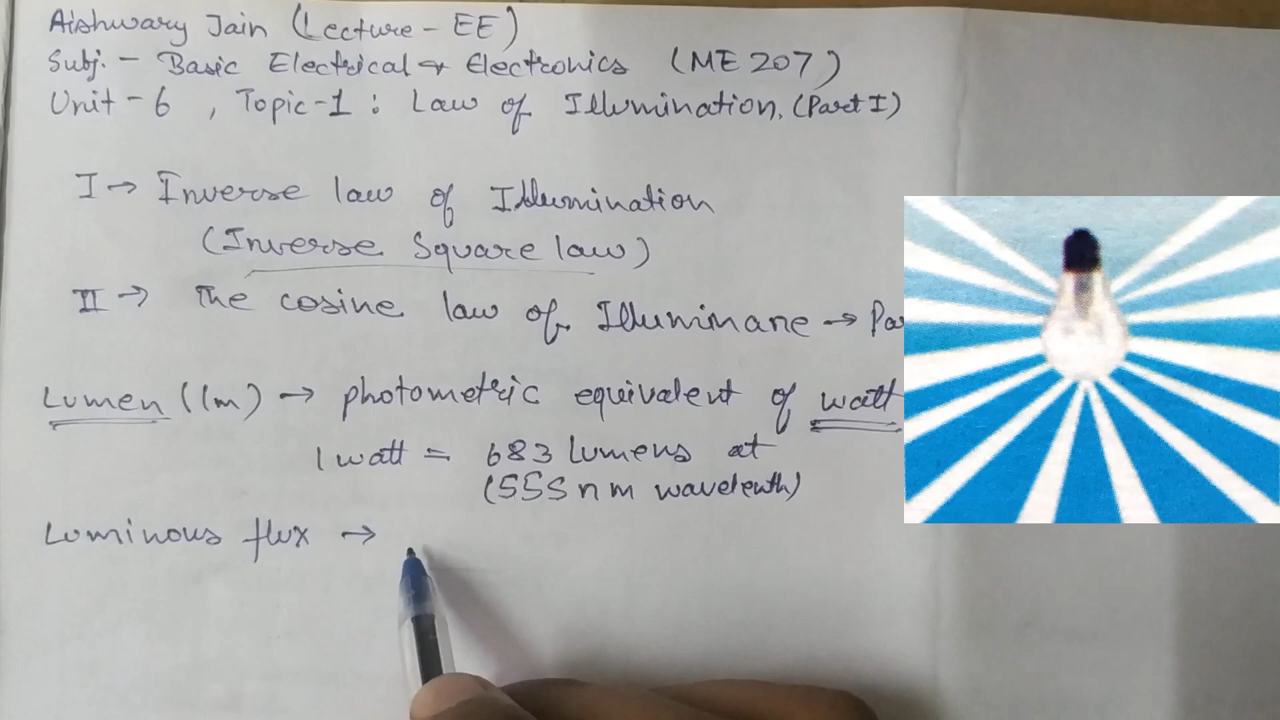 Aishwary Jain (Lecture - EE)
Subj. - Basic Electrical & Electronics (ME 207)
Unit - 6 , Topic-1 : Law of Illumination. (Part I)
I → Inverse law of Illumination
(Inverse Square law)
II → The cosine law of Illuminane → Pa
Lumen (lm) → photometric equivalent of watt
1 watt = 683 lumens at
(555 nm wavelenth)
Luminous flux →